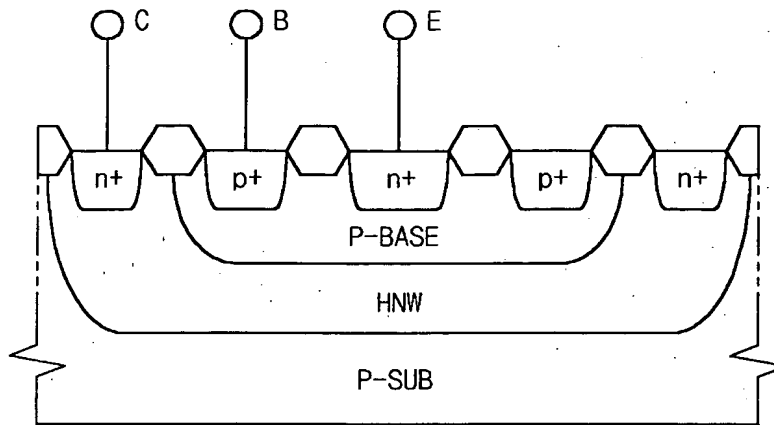 C B E
n+ p+ n+ p+ n+
P-BASE
HNW
P-SUB